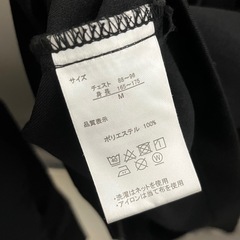 サイズ
チェスト 88-96
身長 165-175
M
品質表示
ポリエステル 100%
・洗濯はネットを使用
・アイロンは当て布を使用